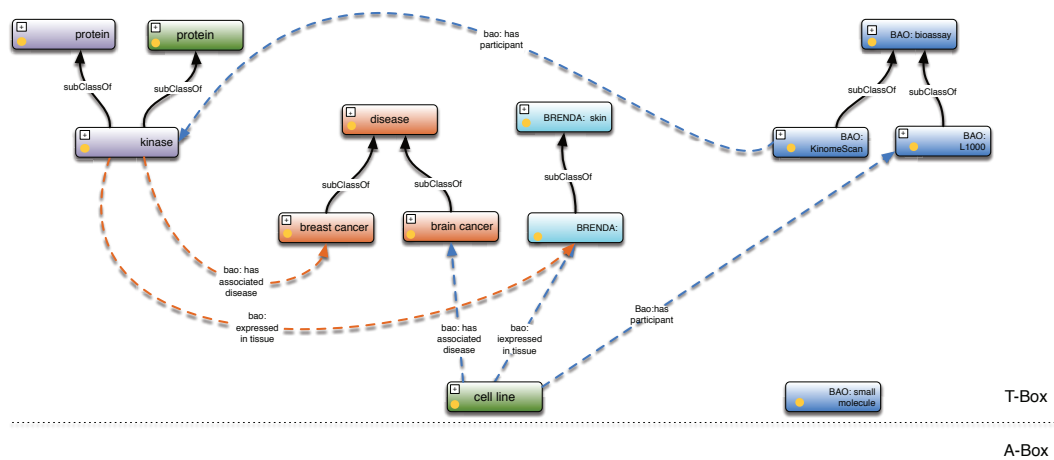 protein
protein
bao: has
participant
BAO: bioassay
subClassOf
subClassOf
subClassOf
subClassOf
disease
BRENDA: skin
kinase
BAO:
KinomeScan
BAO:
L1000
subClassOf
subClassOf
subClassOf
breast cancer
brain cancer
BRENDA:
bao: has
associated
disease
bao:
expressed
in tissue
bao: has
associated
disease
bao:
iexpressed
in tissue
Bao:has
participant
cell line
BAO: small
molecule
T-Box
A-Box